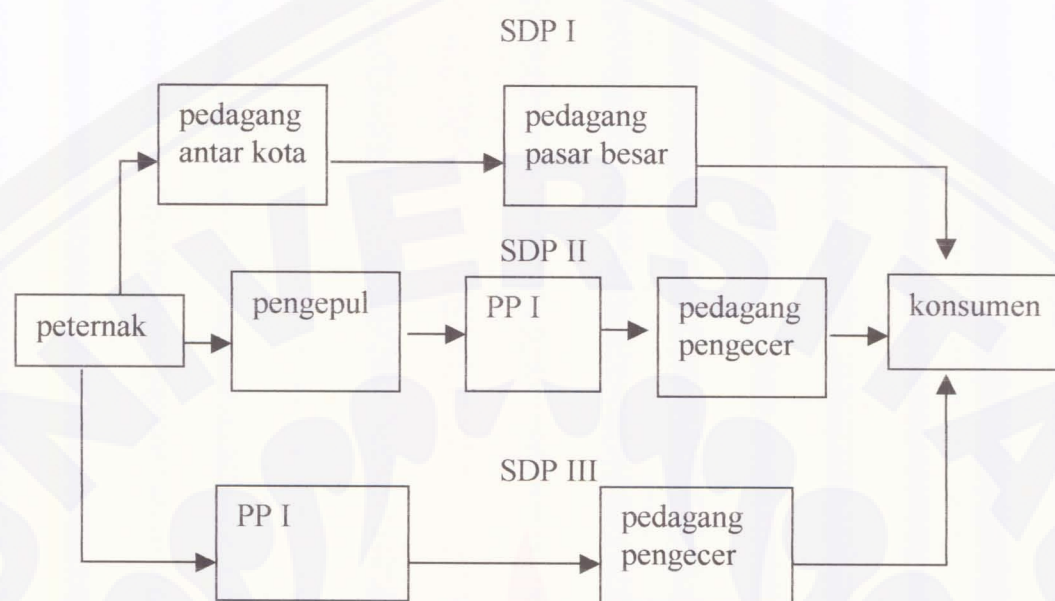 SDP I
pedagang
antar kota
pedagang
pasar besar
SDP II
peternak
pengepul
PP I
pedagang
pengecer
konsumen
SDP III
PP I
pedagang
pengecer
UNIVERSITAS